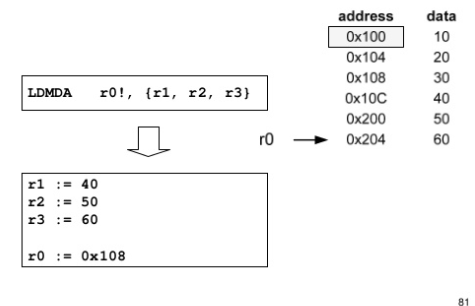 address data
0x100 10
0x104 20
0x108 30
0x10C 40
0x200 50
0x204 60
LDMDA r0!, {r1, r2, r3}
r0
r1 := 40
r2 := 50
r3 := 60
r0 := 0x108
81